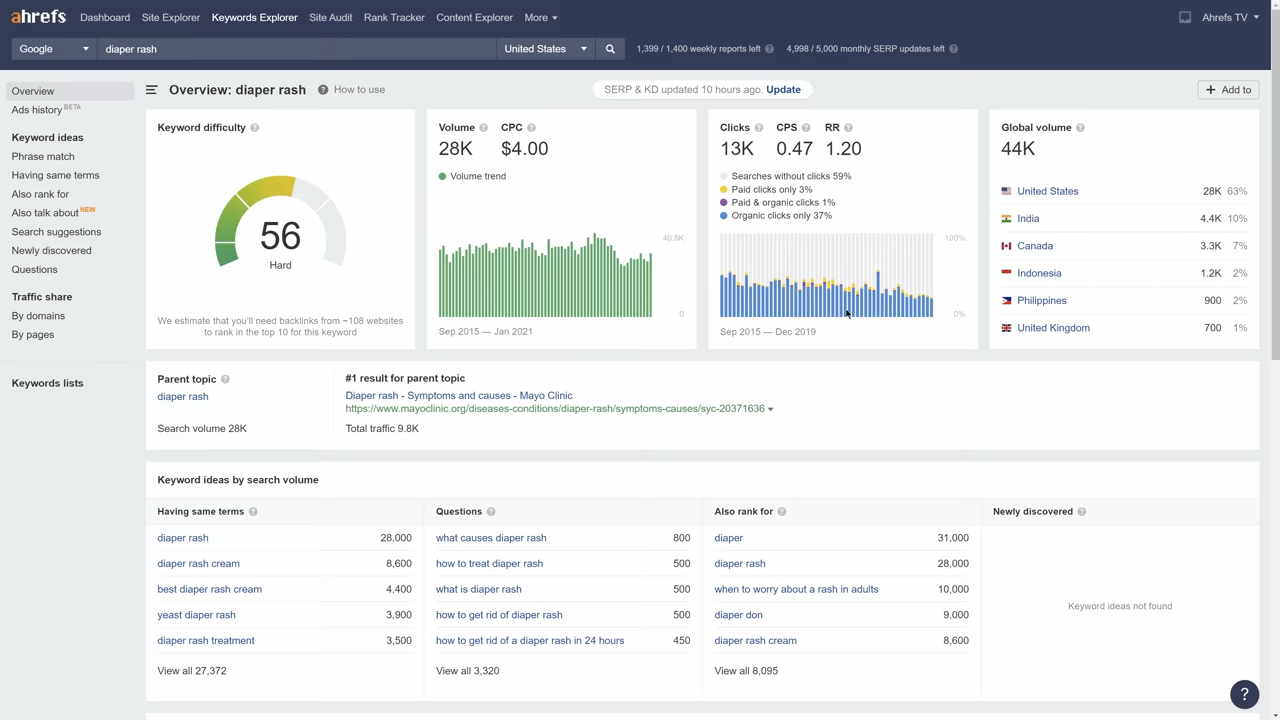 ahrefs Dashboard Site Explorer Keywords Explorer Site Audit Rank Tracker Content Explorer More Ahrefs TV
Google diaper rash United States 1,399 / 1,400 weekly reports left ? 4,998 / 5,000 monthly SERP updates left ?
Overview
Ads history BETA
Keyword ideas
Phrase match
Having same terms
Also rank for
Also talk about NEW
Search suggestions
Newly discovered
Questions
Traffic share
By domains
By pages
Keywords lists
Overview: diaper rash ? How to use
SERP & KD updated 10 hours ago. Update
+ Add to
Keyword difficulty ?
56
Hard
We estimate that you'll need backlinks from ~108 websites
to rank in the top 10 for this keyword
Volume ? CPC ?
28K $4.00
Volume trend
40.5K
0
Sep 2015 — Jan 2021
Clicks ? CPS ? RR ?
13K 0.47 1.20
Searches without clicks 59%
Paid clicks only 3%
Paid & organic clicks 1%
Organic clicks only 37%
100%
0%
Sep 2015 — Dec 2019
Global volume ?
44K
United States 28K 63%
India 4.4K 10%
Canada 3.3K 7%
Indonesia 1.2K 2%
Philippines 900 2%
United Kingdom 700 1%
Parent topic ?
diaper rash
Search volume 28K
#1 result for parent topic
Diaper rash - Symptoms and causes - Mayo Clinic
https://www.mayoclinic.org/diseases-conditions/diaper-rash/symptoms-causes/syc-20371636
Total traffic 9.8K
Keyword ideas by search volume
Having same terms ?
diaper rash 28,000
diaper rash cream 8,600
best diaper rash cream 4,400
yeast diaper rash 3,900
diaper rash treatment 3,500
View all 27,372
Questions ?
what causes diaper rash 800
how to treat diaper rash 500
what is diaper rash 500
how to get rid of diaper rash 500
how to get rid of a diaper rash in 24 hours 450
View all 3,320
Also rank for ?
diaper 31,000
diaper rash 28,000
when to worry about a rash in adults 10,000
diaper don 9,000
diaper rash cream 8,600
View all 8,095
Newly discovered ?
Keyword ideas not found
?